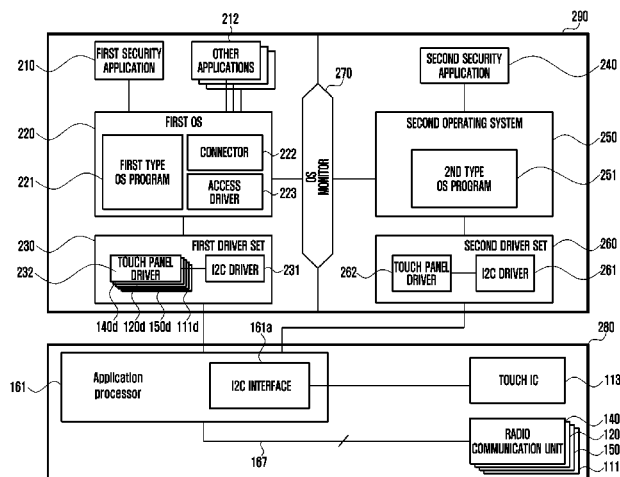 212
290
210
FIRST SECURITY
APPLICATION
OTHER
APPLICATIONS
270
SECOND SECURITY
APPLICATION
240
220
FIRST OS
SECOND OPERATING SYSTEM
250
221
FIRST TYPE
OS PROGRAM
CONNECTOR
222
ACCESS
DRIVER
223
OS
MONITOR
2ND TYPE
OS PROGRAM
251
230
FIRST DRIVER SET
SECOND DRIVER SET
260
232
TOUCH PANEL
DRIVER
I2C DRIVER
231
262
TOUCH PANEL
DRIVER
I2C DRIVER
261
140d
120d
150d
111d
161a
280
161
Application
processor
I2C INTERFACE
TOUCH IC
113
167
RADIO
COMMUNICATION UNIT
140
120
150
111